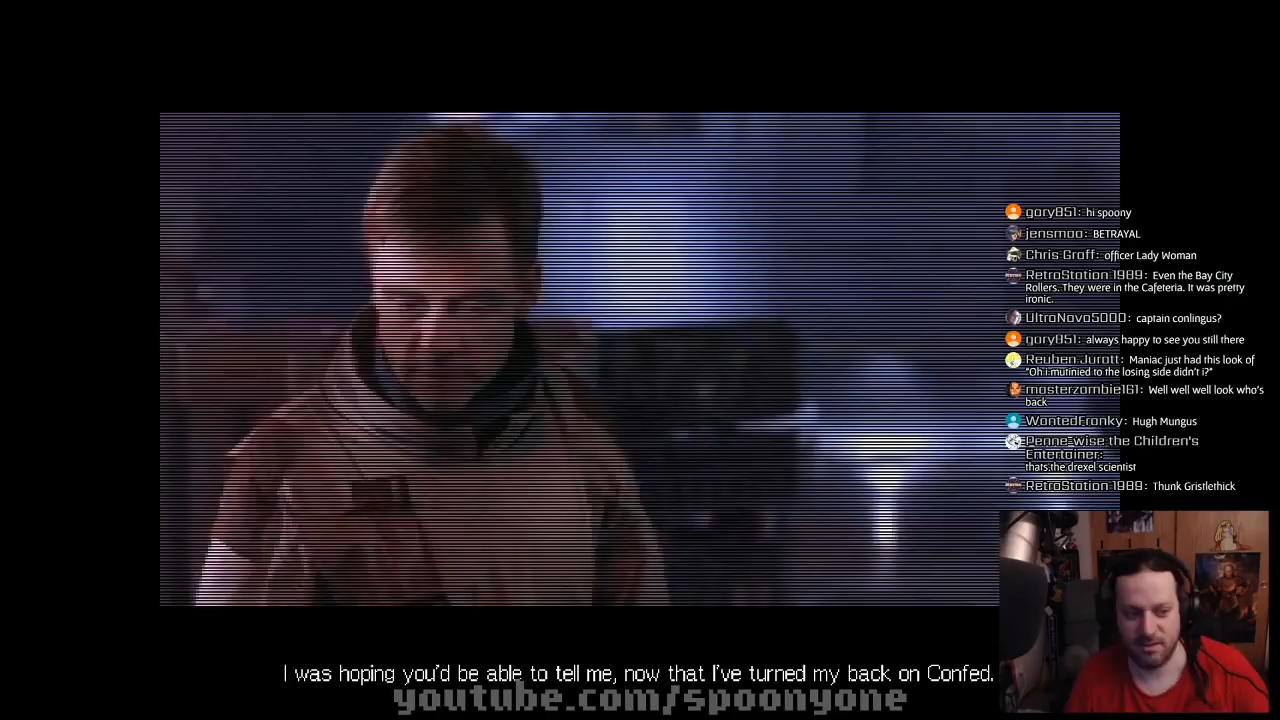 gory851: hi spoony
jensmoo: BETRAYAL
Chris Groff: officer Lady Woman
RetroStation 1989: Even the Bay City
Rollers. They were in the Cafeteria. It was pretty
ironic.
UltroNovo5000: captain conlingus?
gory851: always happy to see you still there
Reuben Jurott: Maniac just had this look of
"Oh i mutinied to the losing side didn't i?"
mosterzombie161: Well well well look who's
back
WontedFronky: Hugh Mungus
Penne-wise the Children's
Entertainer:
thats the drexel scientist
RetroStation 1989: Thunk Gristlethick
I was hoping you'd be able to tell me, now that I've turned my back on Confed.
youtube.com/spoonyone